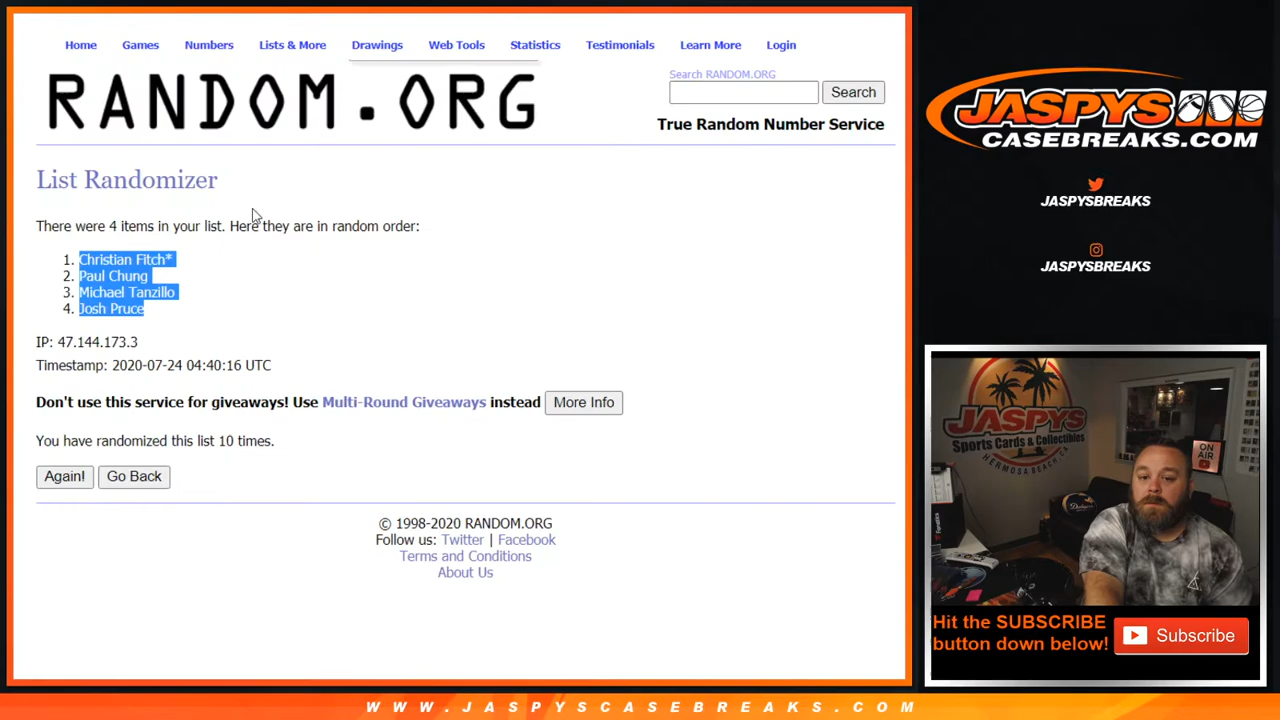 Home Games Numbers Lists & More Drawings Web Tools Statistics Testimonials Learn More Login
RANDOM.ORG
Search RANDOM.ORG
Search
True Random Number Service
List Randomizer
There were 4 items in your list. Here they are in random order:
1. Christian Fitch*
2. Paul Chung
3. Michael Tanzillo
4. Josh Pruce
IP: 47.144.173.3
Timestamp: 2020-07-24 04:40:16 UTC
Don't use this service for giveaways! Use Multi-Round Giveaways instead More Info
You have randomized this list 10 times.
Again! Go Back
© 1998-2020 RANDOM.ORG
Follow us: Twitter | Facebook
Terms and Conditions
About Us
JASPYS
CASEBREAKS.COM
JASPYSBREAKS
JASPYSBREAKS
JASPYS
Sports Cards & Collectibles
HERMOSA BEACH, CA
ON AIR
Hit the SUBSCRIBE
button down below!
Subscribe
WWW.JASPYSCASEBREAKS.COM